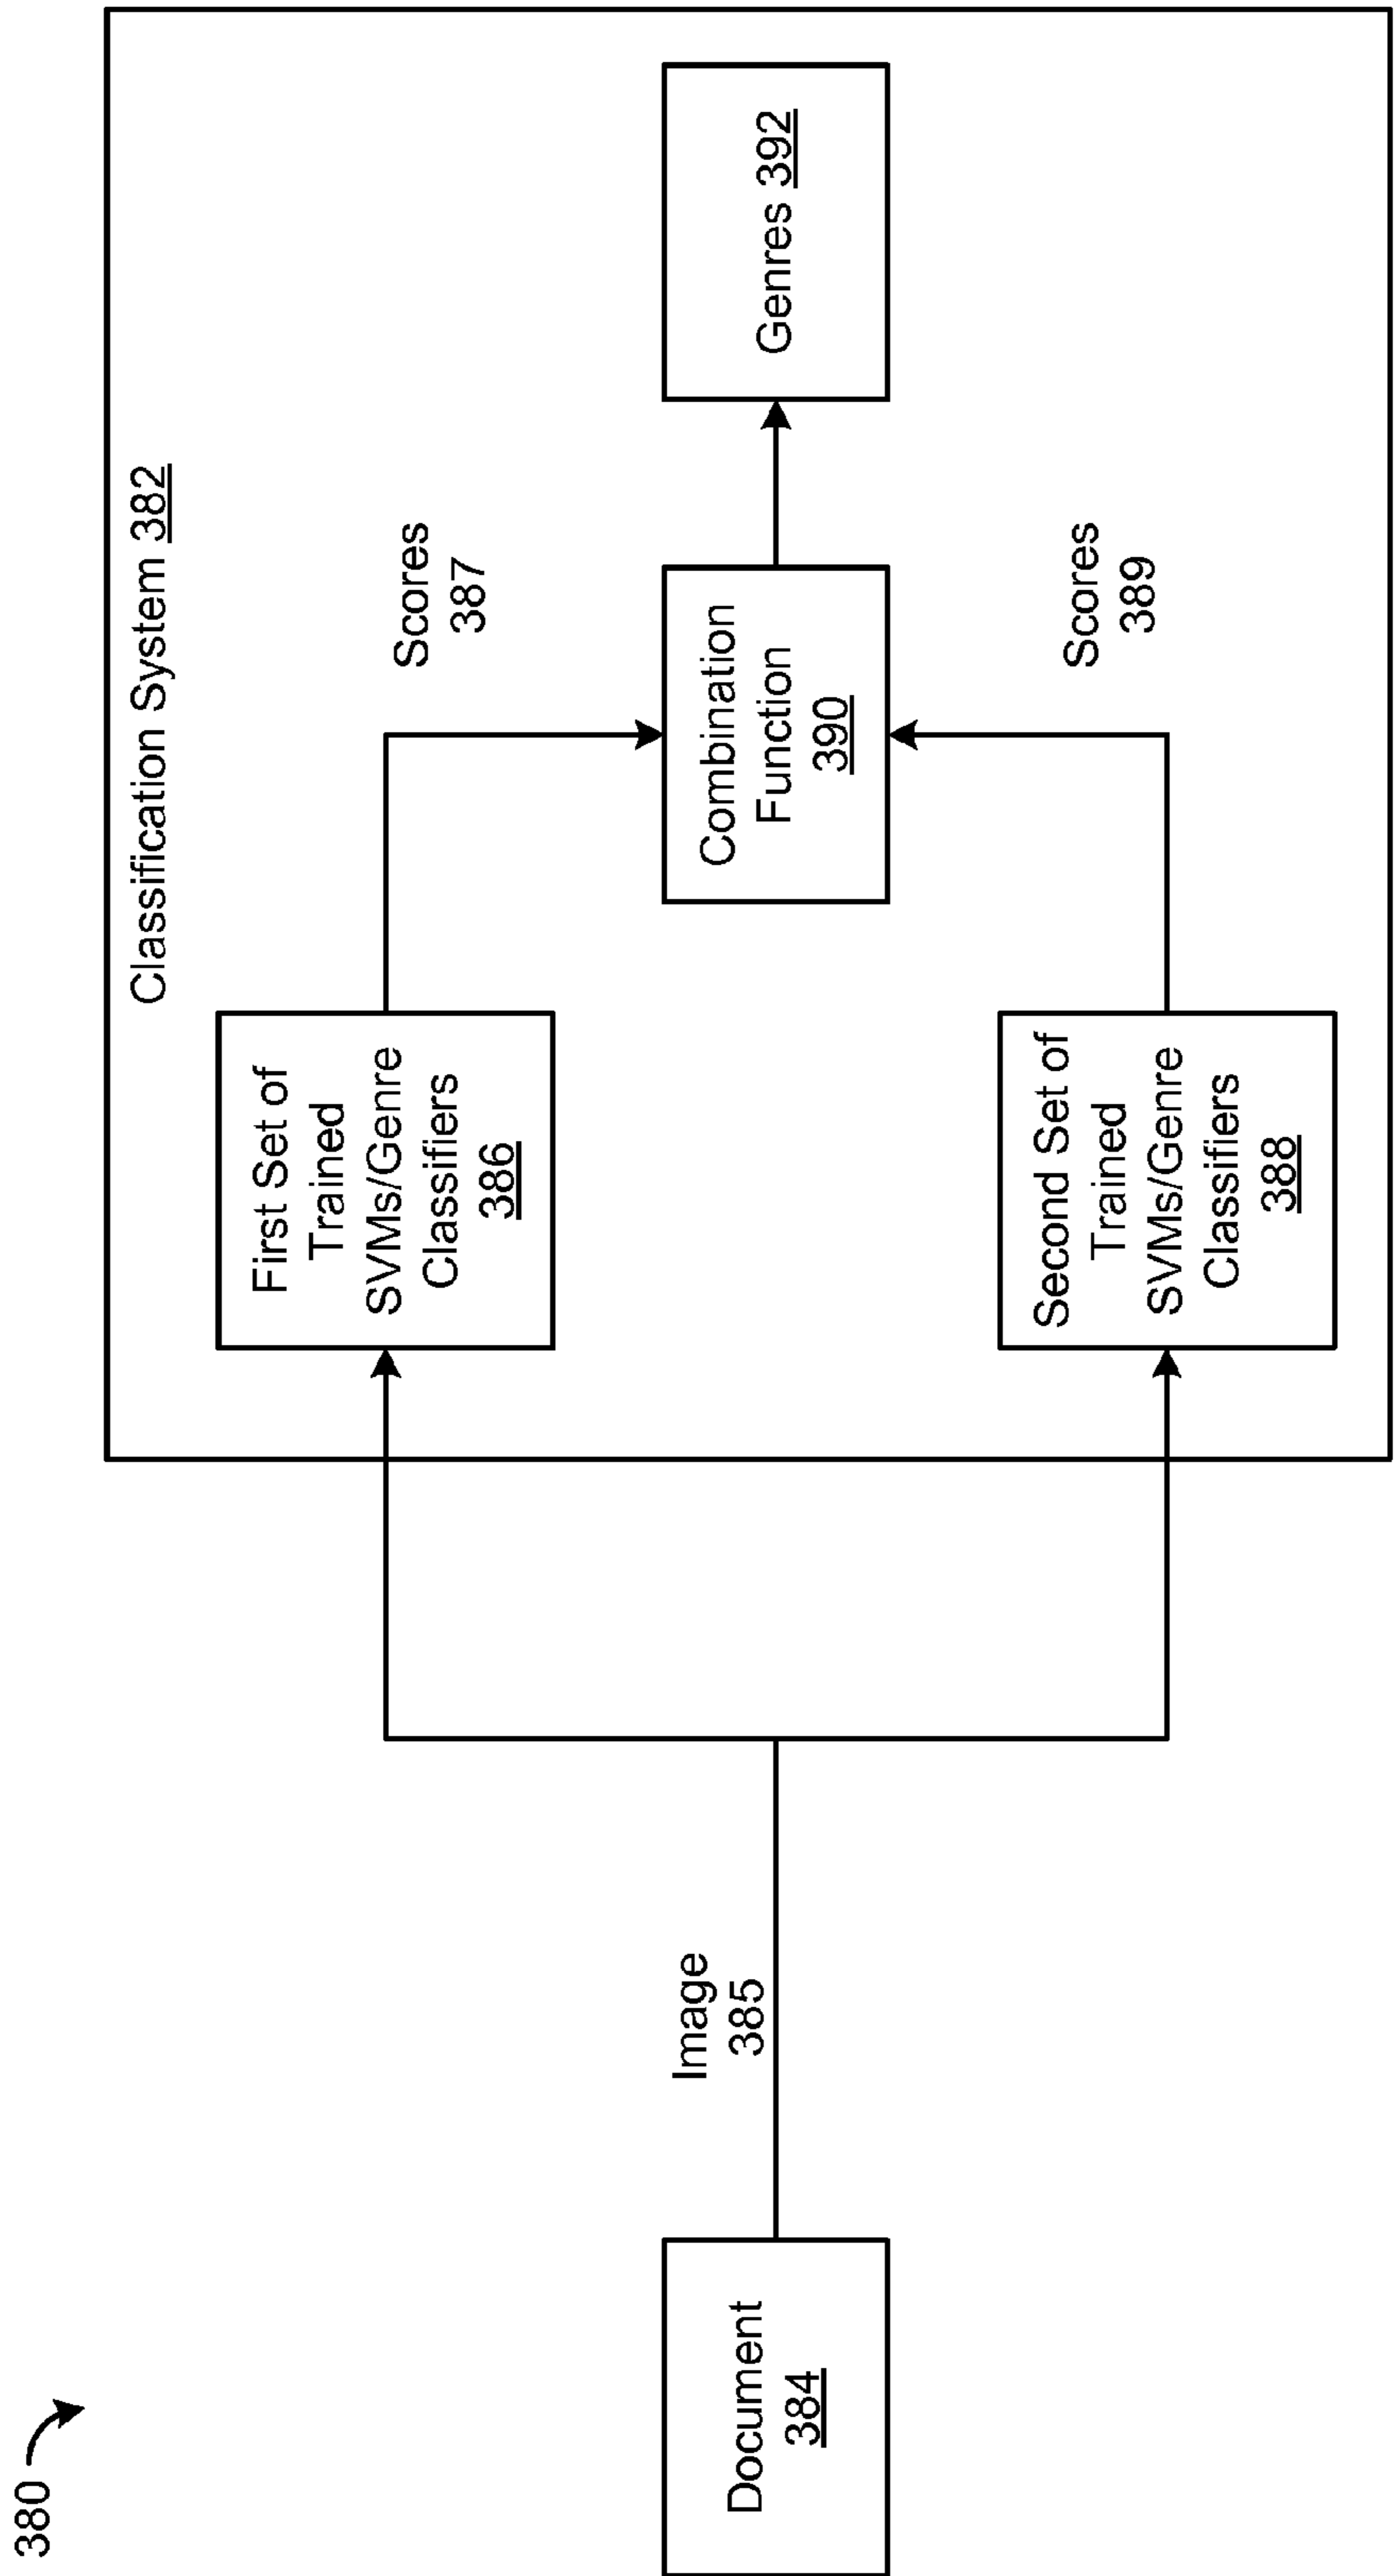 380
Classification System 382
Document
384
Image
385
First Set of
Trained
SVMs/Genre
Classifiers
386
Scores
387
Second Set of
Trained
SVMs/Genre
Classifiers
388
Scores
389
Combination
Function
390
Genres 392